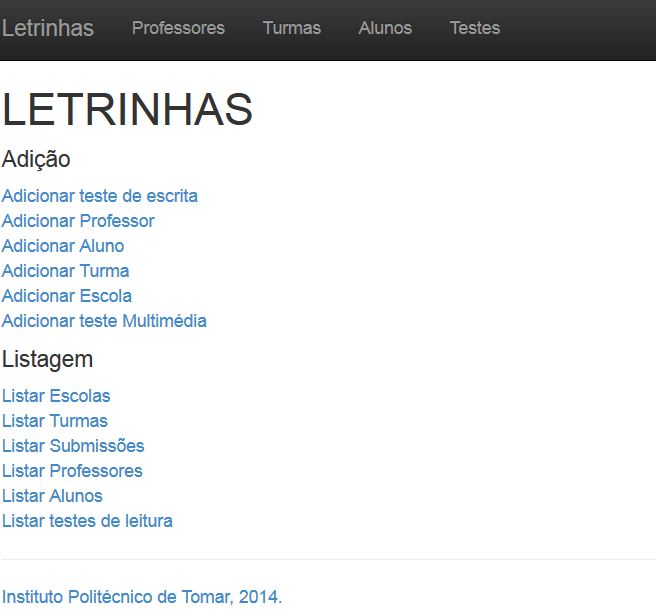 Letrinhas Professores Turmas Alunos Testes
LETRINHAS
Adição
Adicionar teste de escrita
Adicionar Professor
Adicionar Aluno
Adicionar Turma
Adicionar Escola
Adicionar teste Multimédia
Listagem
Listar Escolas
Listar Turmas
Listar Submissões
Listar Professores
Listar Alunos
Listar testes de leitura
Instituto Politécnico de Tomar, 2014.